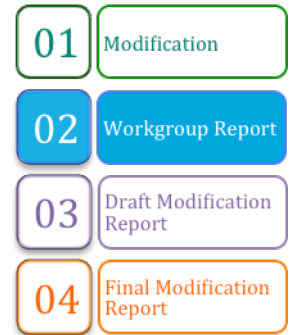 01
Modification
02
Workgroup Report
03
Draft Modification
Report
04
Final Modification
Report